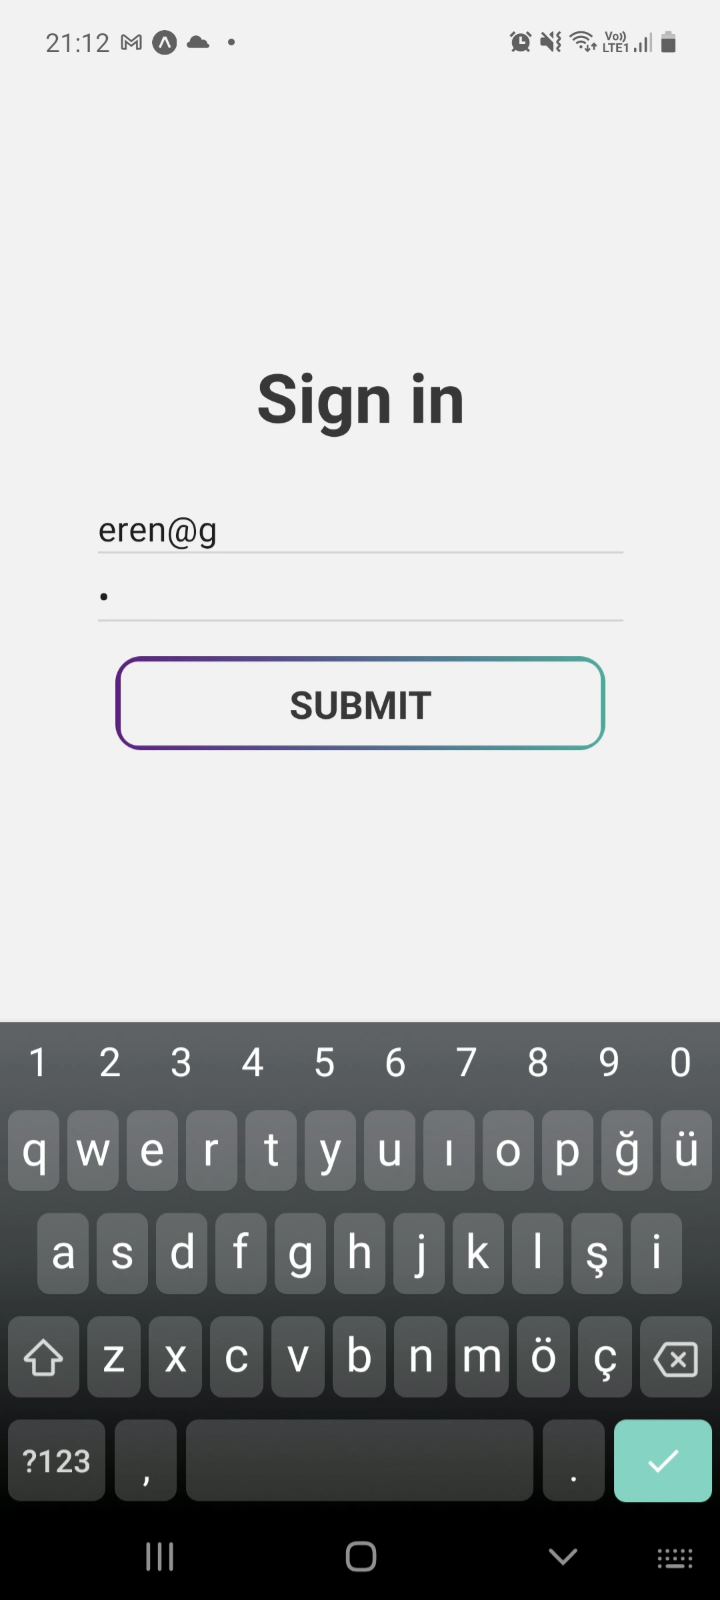 21:12
Vo))
LTE1
Sign in
eren@g
•
SUBMIT
1 2 3 4 5 6 7 8 9 0
q w e r t y u ı o p ğ ü
a s d f g h j k l ş i
z x c v b n m ö ç
?123 , .